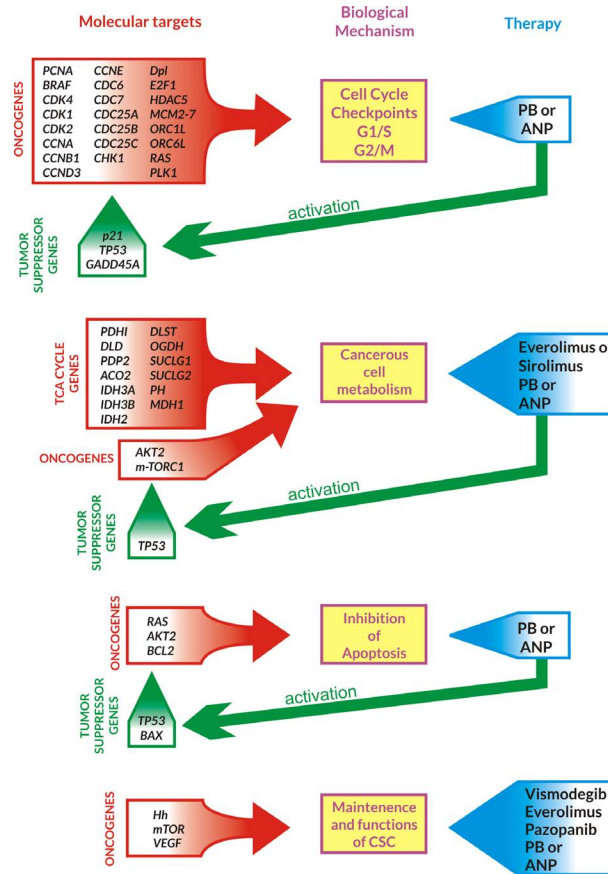 Molecular targets
Biological
Mechanism
Therapy
ONCOGENES
PCNA CCNE Dpl
BRAF CDC6 E2F1
CDK4 CDC7 HDAC5
CDK1 CDC25A MCM2-7
CDK2 CDC25B ORC1L
CCNA CDC25C ORC6L
CCNB1 CHK1 RAS
CCND3 PLK1
Cell Cycle
Checkpoints
G1/S
G2/M
PB or
ANP
activation
TUMOR
SUPPRESSOR
GENES
p21
TP53
GADD45A
TCA CYCLE
GENES
PDHI DLST
DLD OGDH
PDP2 SUCLG1
ACO2 SUCLG2
IDH3A PH
IDH3B MDH1
IDH2
Cancerous
cell
metabolism
Everolimus o
Sirolimus
PB or
ANP
ONCOGENES
AKT2
m-TORC1
activation
TUMOR
SUPPRESSOR
GENES
TP53
ONCOGENES
RAS
AKT2
BCL2
Inhibition
of
Apoptosis
PB or
ANP
activation
TUMOR
SUPPRESSOR
GENES
TP53
BAX
ONCOGENES
Hh
mTOR
VEGF
Maintenence
and functions
of CSC
Vismodegib
Everolimus
Pazopanib
PB or
ANP